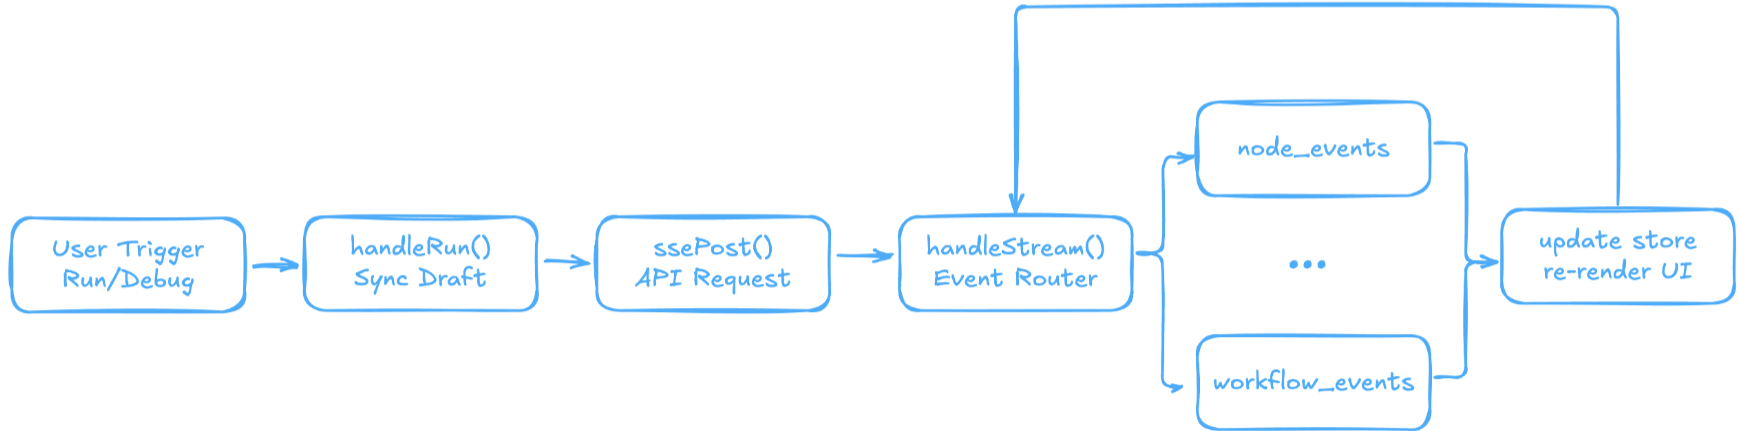 User Trigger
Run/Debug
handleRun()
Sync Draft
ssePost()
API Request
handleStream()
Event Router
node_events
...
workflow_events
update store
re-render UI